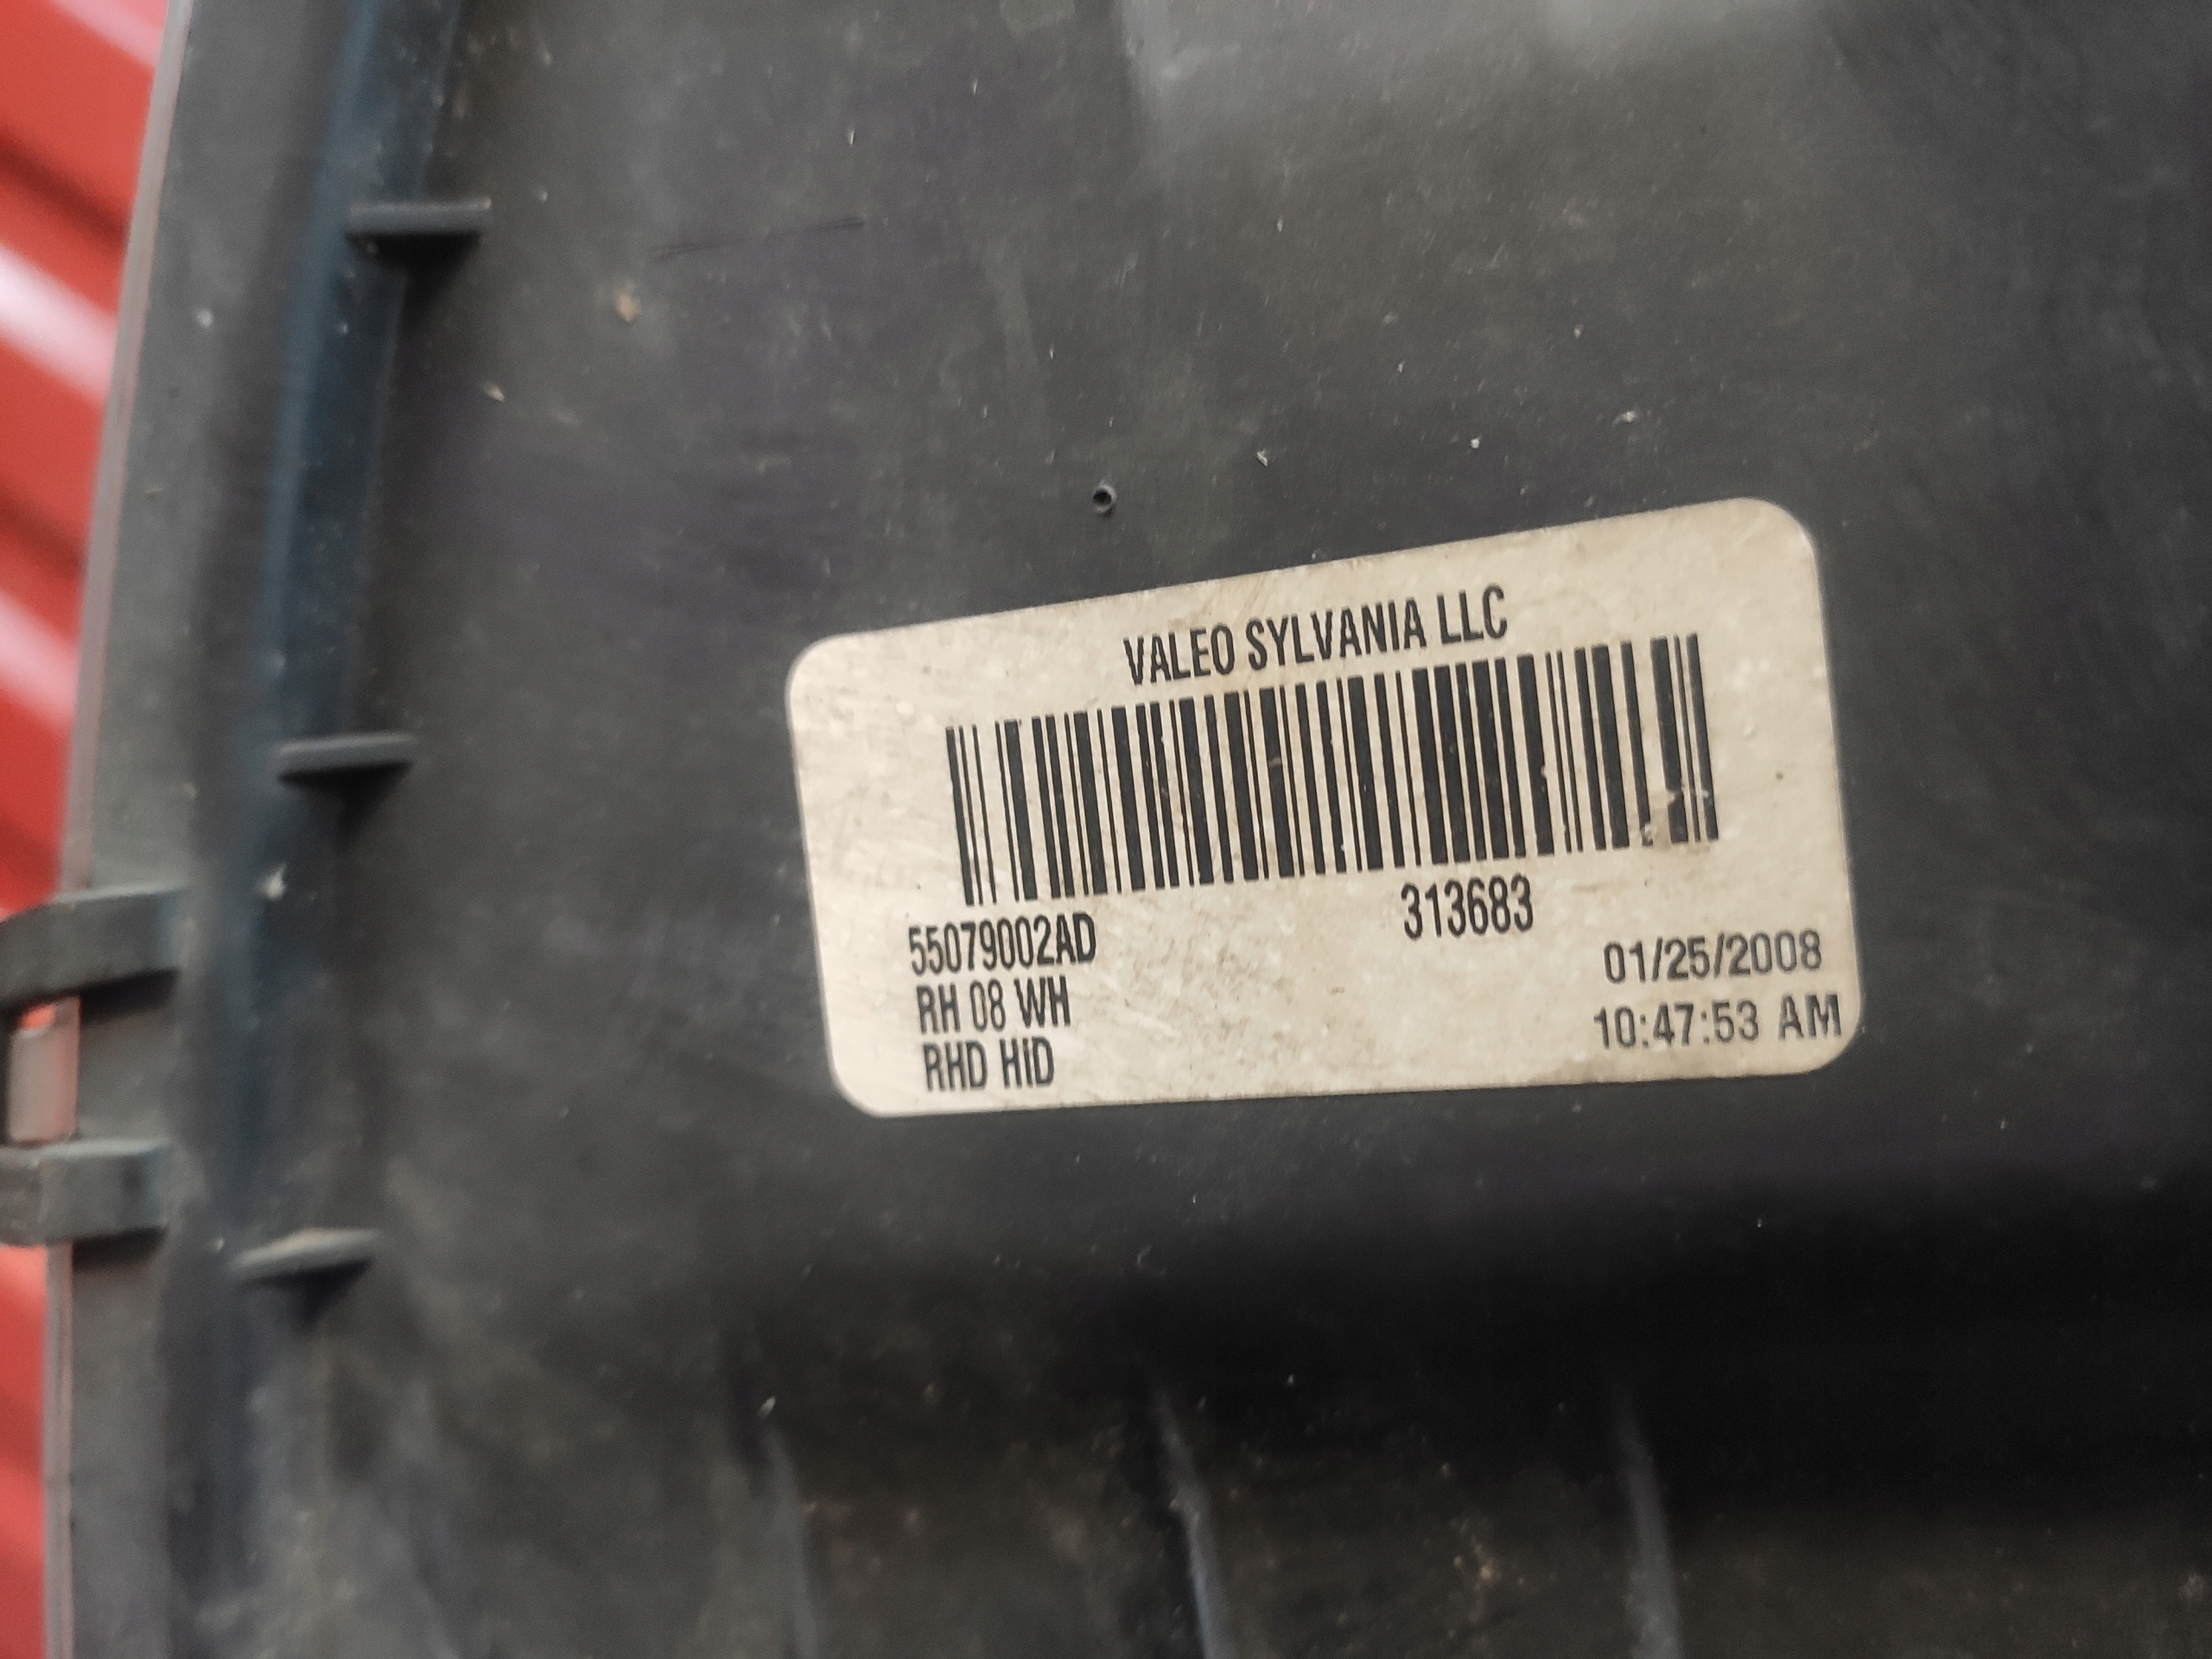 VALEO SYLVANIA LLC
313683
55079002AD
RH 08 WH
RHD HiD
01/25/2008
10:47:53 AM